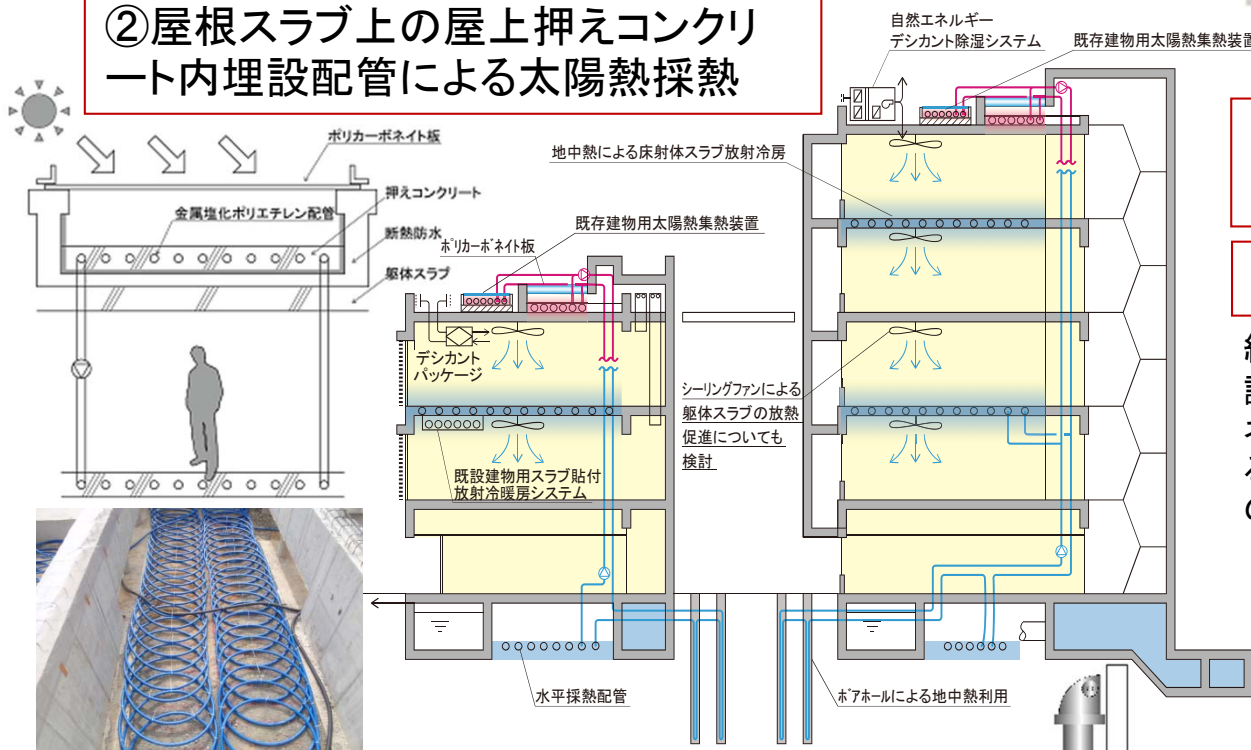 ②屋根スラブ上の屋上押えコンクリ
ート内埋設配管による太陽熱採熱
自然エネルギー
デシカント除湿システム
既存建物用太陽熱集熱装置
ポリカーボネイト板
押えコンクリート
金属塩化ポリエチレン配管
断熱防水
躯体スラブ
地中熱による床射体スラブ放射冷房
既存建物用太陽熱集熱装置
ポリカーボネイト板
デシカント
パッケージ
シーリングファンによる
躯体スラブの放熱
促進についても
検討
既設建物用スラブ貼付
放射冷暖房システム
水平採熱配管
ボアホールによる地中熱利用